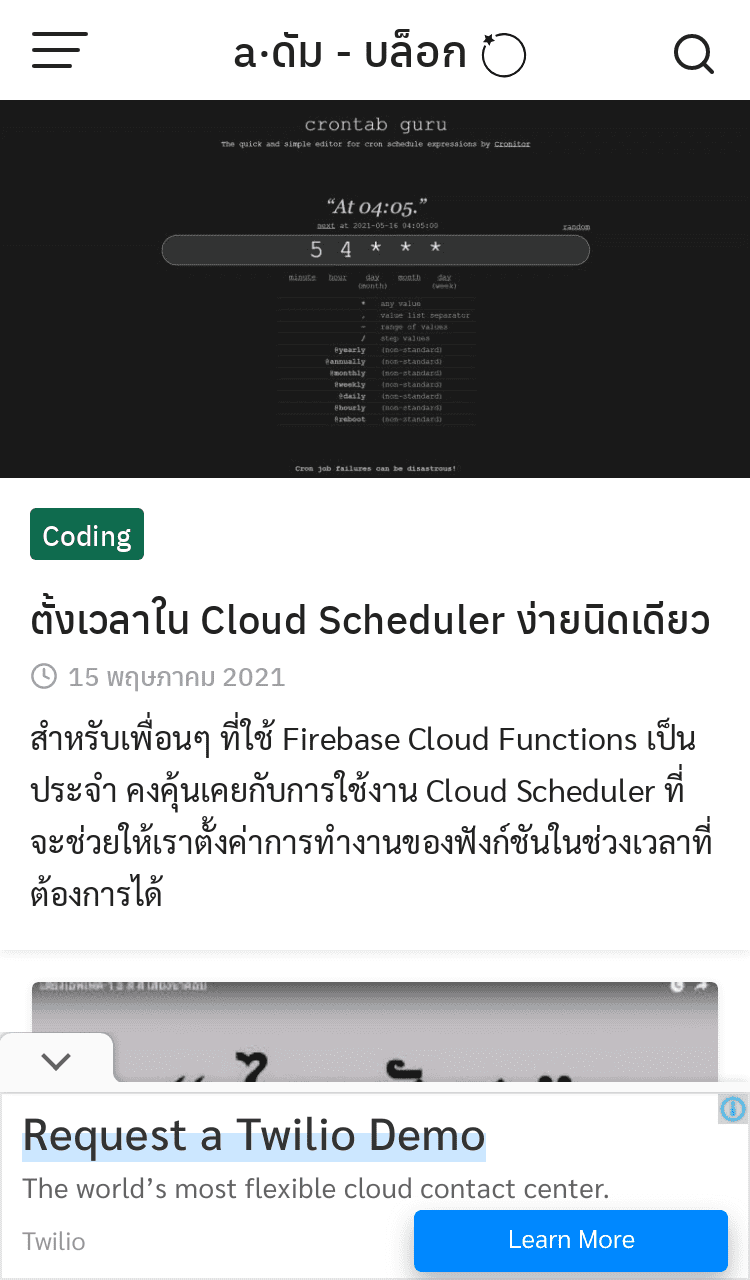 a·ดัม - บล็อก
crontab guru
The quick and simple editor for cron schedule expressions by Cronitor
“At 04:05.”
next at 2021-05-16 04:05:00
random
5 4 * * *
minute hour day (month) month day (week)
* any value
, value list separator
- range of values
/ step values
@yearly (non-standard)
@annually (non-standard)
@monthly (non-standard)
@weekly (non-standard)
@daily (non-standard)
@hourly (non-standard)
@reboot (non-standard)
Cron job failures can be disastrous!
Coding
ตั้งเวลาใน Cloud Scheduler ง่ายนิดเดียว
15 พฤษภาคม 2021
สำหรับเพื่อนๆ ที่ใช้ Firebase Cloud Functions เป็น
ประจำ คงคุ้นเคยกับการใช้งาน Cloud Scheduler ที่
จะช่วยให้เราตั้งค่าการทำงานของฟังก์ชันในช่วงเวลาที่
ต้องการได้
Request a Twilio Demo
The world’s most flexible cloud contact center.
Twilio
Learn More